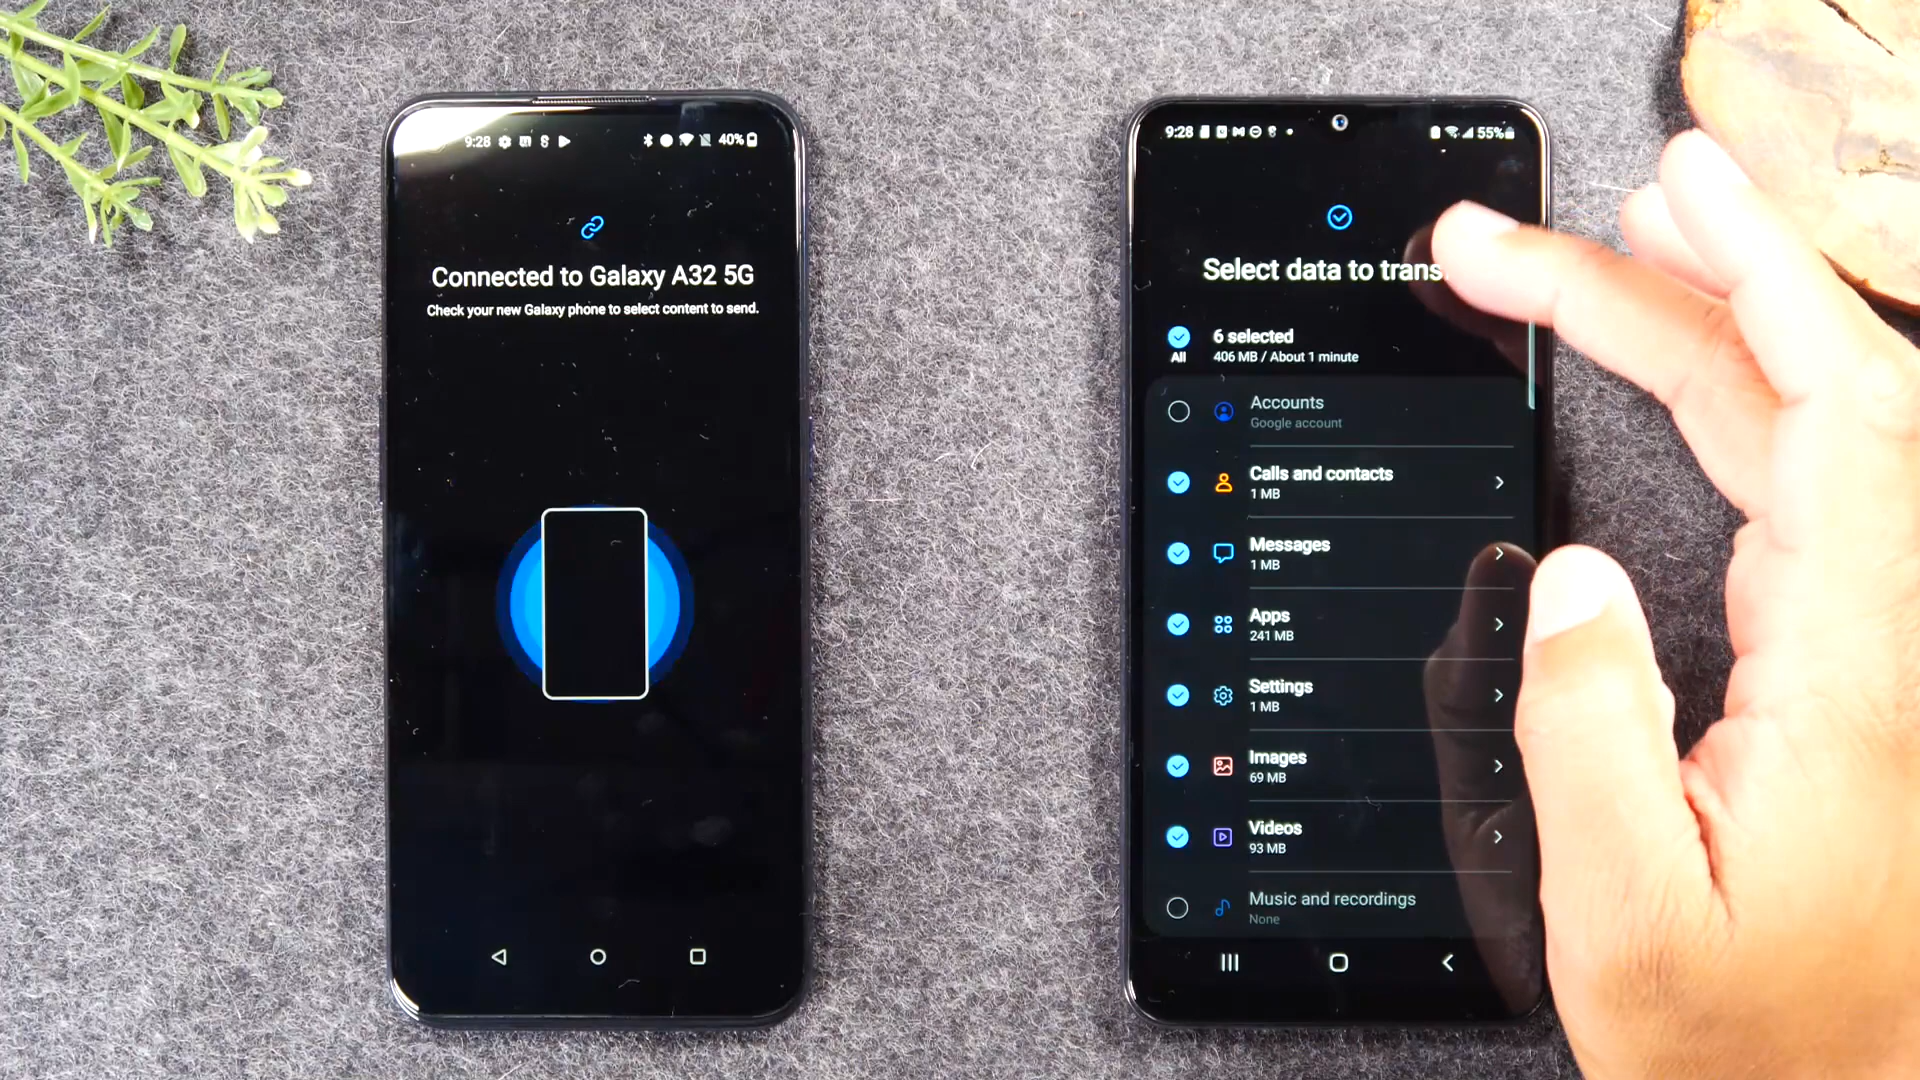 9:28
40%
Connected to Galaxy A32 5G
Check your new Galaxy phone to select content to send.
9:28
55%
Select data to trans
6 selected
406 MB / About 1 minute
All
Accounts
Google account
Calls and contacts
1 MB
Messages
1 MB
Apps
241 MB
Settings
1 MB
Images
69 MB
Videos
93 MB
Music and recordings
None